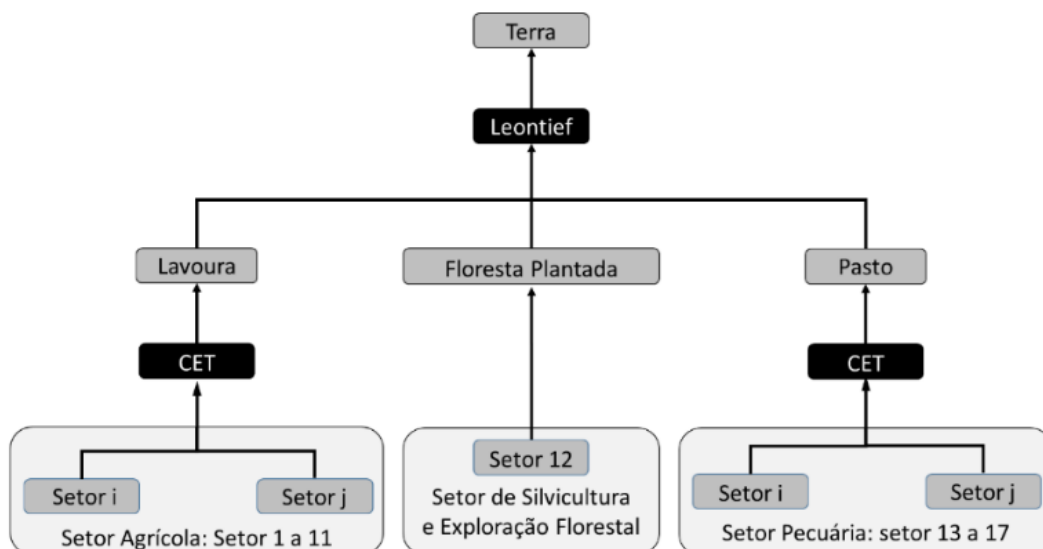 Terra
Leontief
Lavoura
Floresta Plantada
Pasto
CET
CET
Setor i
Setor j
Setor Agrícola: Setor 1 a 11
Setor 12
Setor de Silvicultura
e Exploração Florestal
Setor i
Setor j
Setor Pecuária: setor 13 a 17